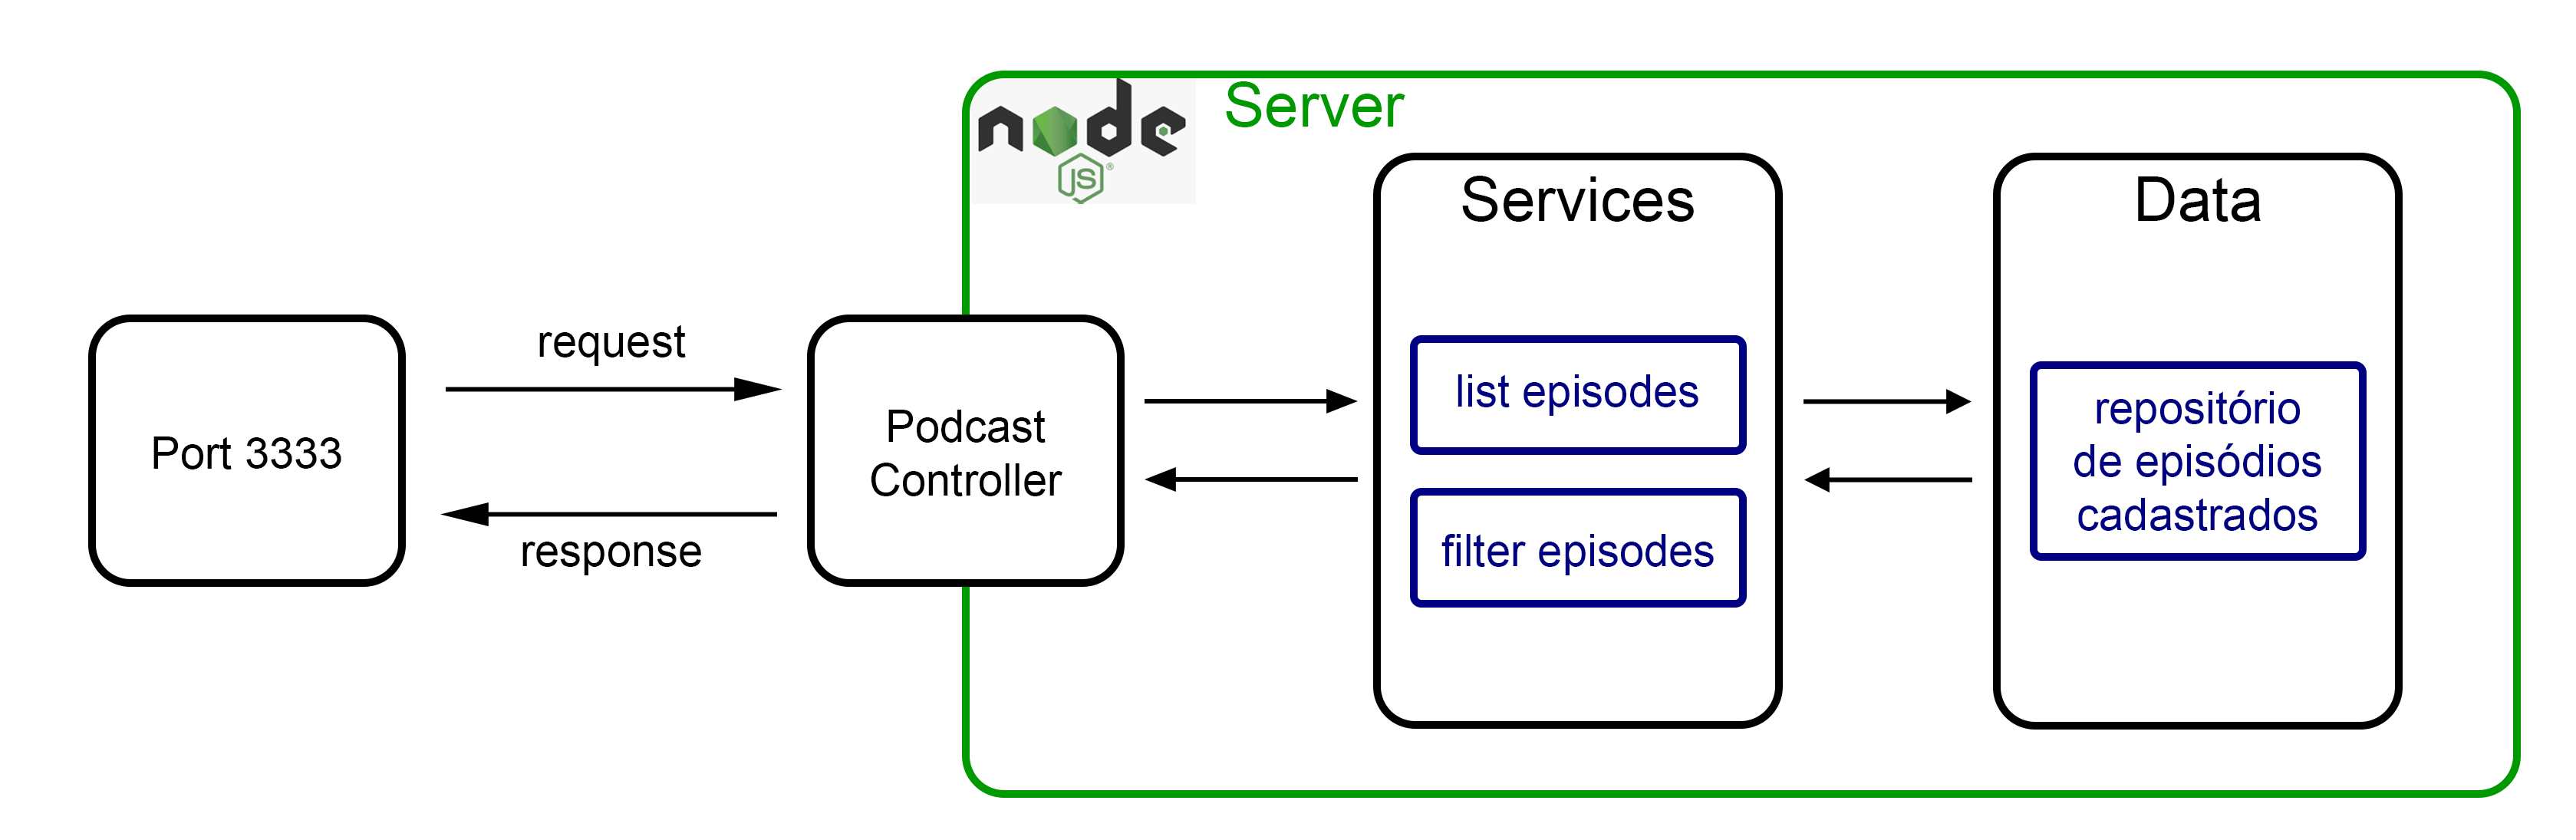 node
JS®
Server
Services
Data
Port 3333
request
response
Podcast
Controller
list episodes
filter episodes
repositório
de episódios
cadastrados